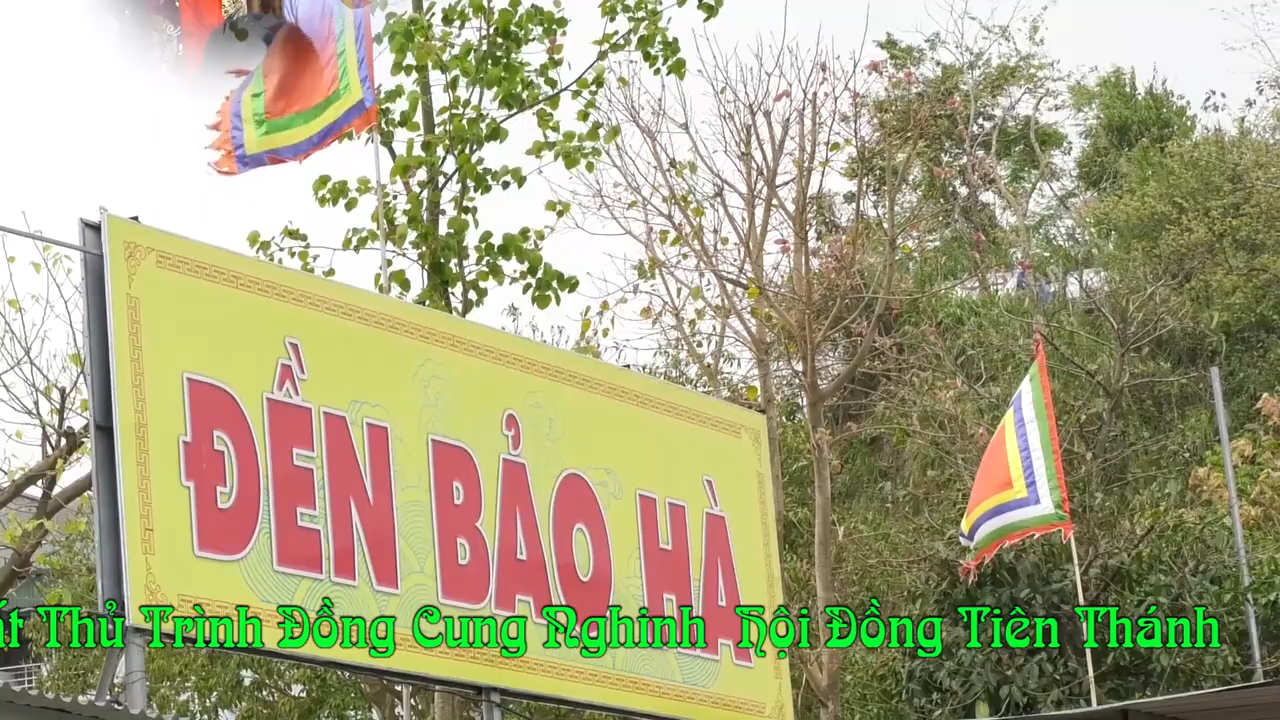 ĐỀN BẢO HÀ
Thủ Trình Đồng Cung Nghinh Hội Đồng Tiên Thánh